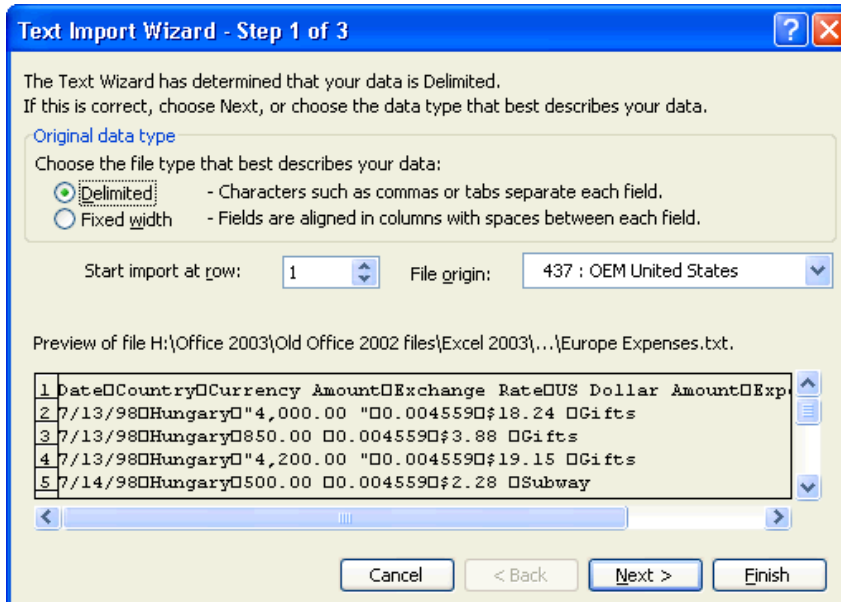 Text Import Wizard - Step 1 of 3
The Text Wizard has determined that your data is Delimited.
If this is correct, choose Next, or choose the data type that best describes your data.
Original data type
Choose the file type that best describes your data:
Delimited - Characters such as commas or tabs separate each field.
Fixed width - Fields are aligned in columns with spaces between each field.
Start import at row: 1 File origin: 437 : OEM United States
Preview of file H:\Office 2003\Old Office 2002 files\Excel 2003\...\Europe Expenses.txt.
1 Date□Country□Currency Amount□Exchange Rate□US Dollar Amount□Exp
2 7/13/98□Hungary□"4,000.00 "□0.004559□$18.24 □Gifts
3 7/13/98□Hungary□850.00 □0.004559□$3.88 □Gifts
4 7/13/98□Hungary□"4,200.00 "□0.004559□$19.15 □Gifts
5 7/14/98□Hungary□500.00 □0.004559□$2.28 □Subway
Cancel < Back Next > Finish